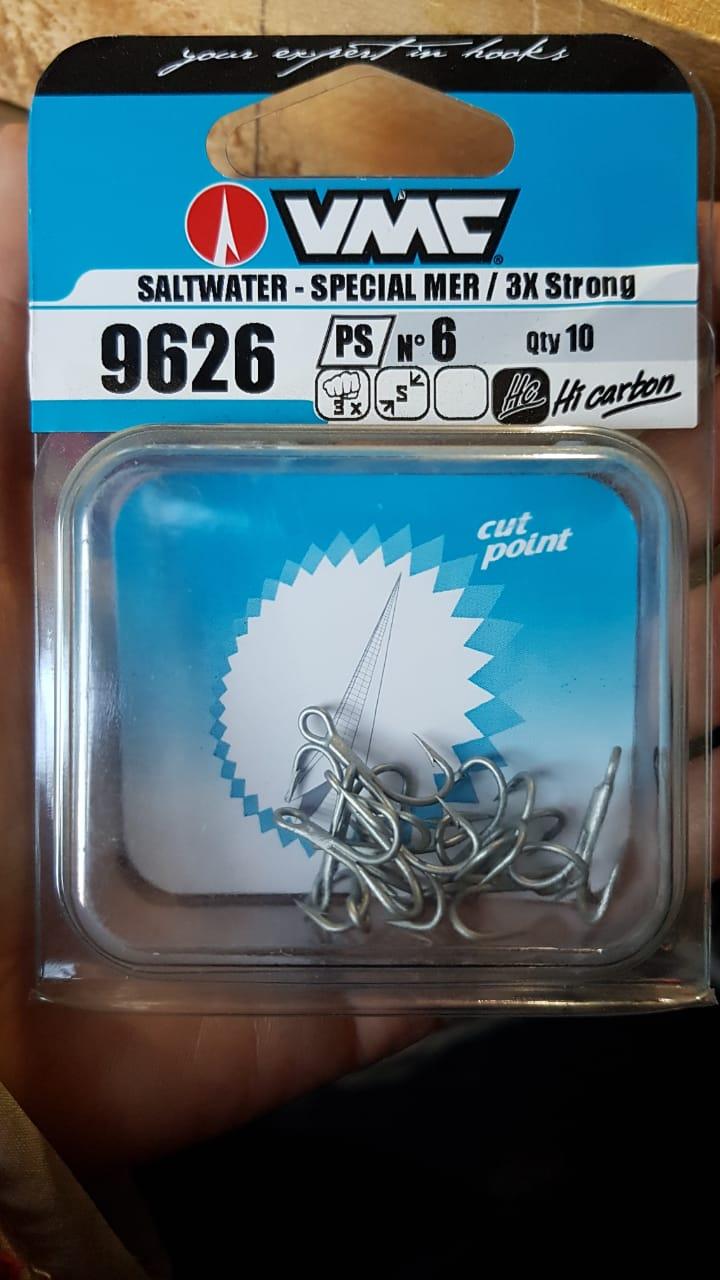 your expert in hooks
VMC®
SALTWATER - SPECIAL MER / 3X Strong
9626 PS N° 6 Qty 10
3x S HC Hi carbon
cut
point